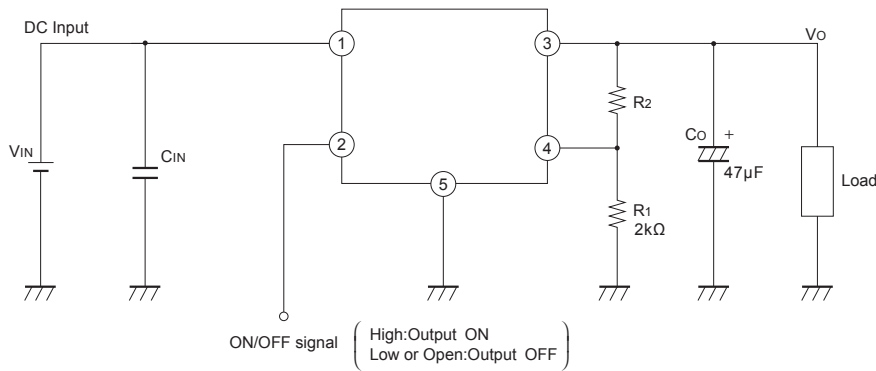 DC Input
VO
1
3
R2
VIN
CIN
2
4
CO
+
47µF
Load
5
R1
2kΩ
ON/OFF signal
High:Output ON
Low or Open:Output OFF